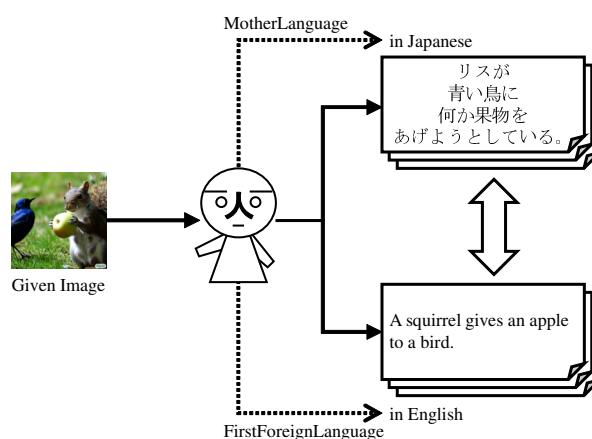 MotherLanguage
in Japanese
リスが
青い鳥に
何か果物を
あげようとしている。
人
Given Image
A squirrel gives an apple
to a bird.
in English
FirstForeignLanguage